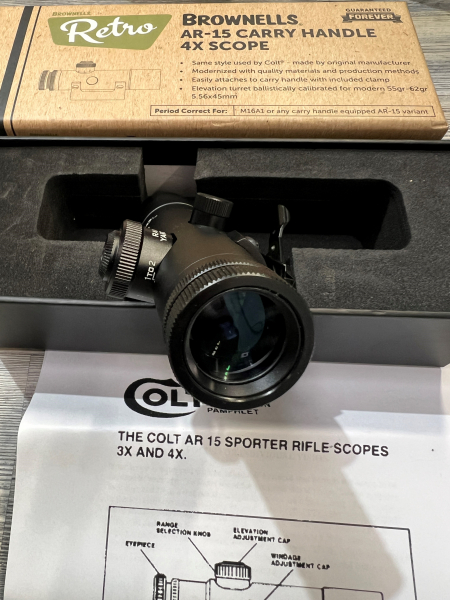 BROWNELLS
Retro
BROWNELLS
AR-15 CARRY HANDLE
4X SCOPE
GUARANTEED
FOREVER
• Same style used by Colt® - made by original manufacturer
• Modernized with quality materials and production methods
• Easily attaches to carry handle with included clamp
• Elevation turret ballistically calibrated for modern 55gr -62gr
5.56x45mm
Period Correct For: M16A1 or any carry handle equipped AR-15 variant
1TO2
COLT
PAMPHLET
THE COLT AR 15 SPORTER RIFLE SCOPES
3X AND 4X.
RANGE
SELECTION KNOB
ELEVATION
ADJUSTMENT CAP
EYEPIECE
WINDAGE
ADJUSTMENT CAP